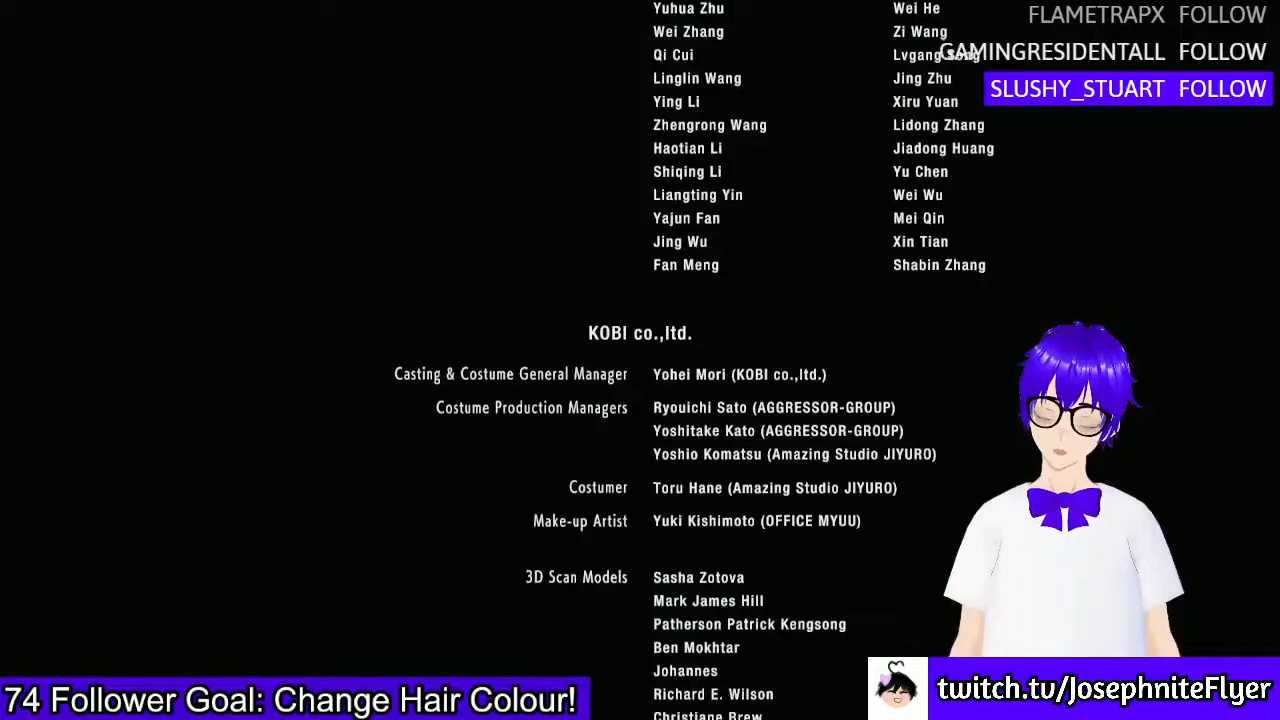 Yuhua Zhu Wei He
FLAMETRAPX FOLLOW
Wei Zhang Zi Wang
GAMINGRESIDENTALL FOLLOW
Qi Cui Lvgang Song
Linglin Wang Jing Zhu
SLUSHY_STUART FOLLOW
Ying Li Xiru Yuan
Zhengrong Wang Lidong Zhang
Haotian Li Jiadong Huang
Shiqing Li Yu Chen
Liangting Yin Wei Wu
Yajun Fan Mei Qin
Jing Wu Xin Tian
Fan Meng Shabin Zhang
KOBI co.,ltd.
Casting & Costume General Manager Yohei Mori (KOBI co.,ltd.)
Costume Production Managers Ryouichi Sato (AGGRESSOR-GROUP)
Yoshitake Kato (AGGRESSOR-GROUP)
Yoshio Komatsu (Amazing Studio JIYURO)
Costumer Toru Hane (Amazing Studio JIYURO)
Make-up Artist Yuki Kishimoto (OFFICE MYUU)
3D Scan Models Sasha Zotova
Mark James Hill
Patherson Patrick Kengsong
Ben Mokhtar
Johannes
Richard E. Wilson
Christiane Brew
74 Follower Goal: Change Hair Colour!
twitch.tv/JosephniteFlyer